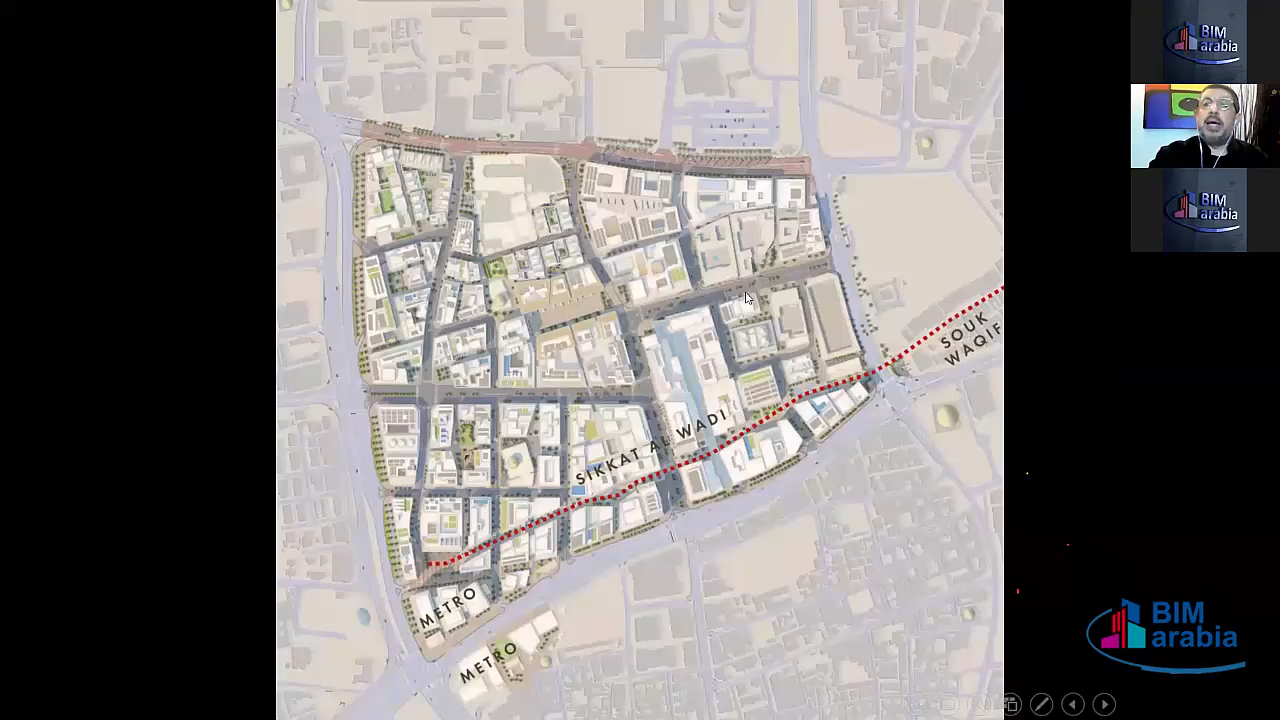 BIM
arabia
SOUK
WAQIF
SIKKAT AL WADI
METRO
METRO
BIM
arabia
BIM
arabia